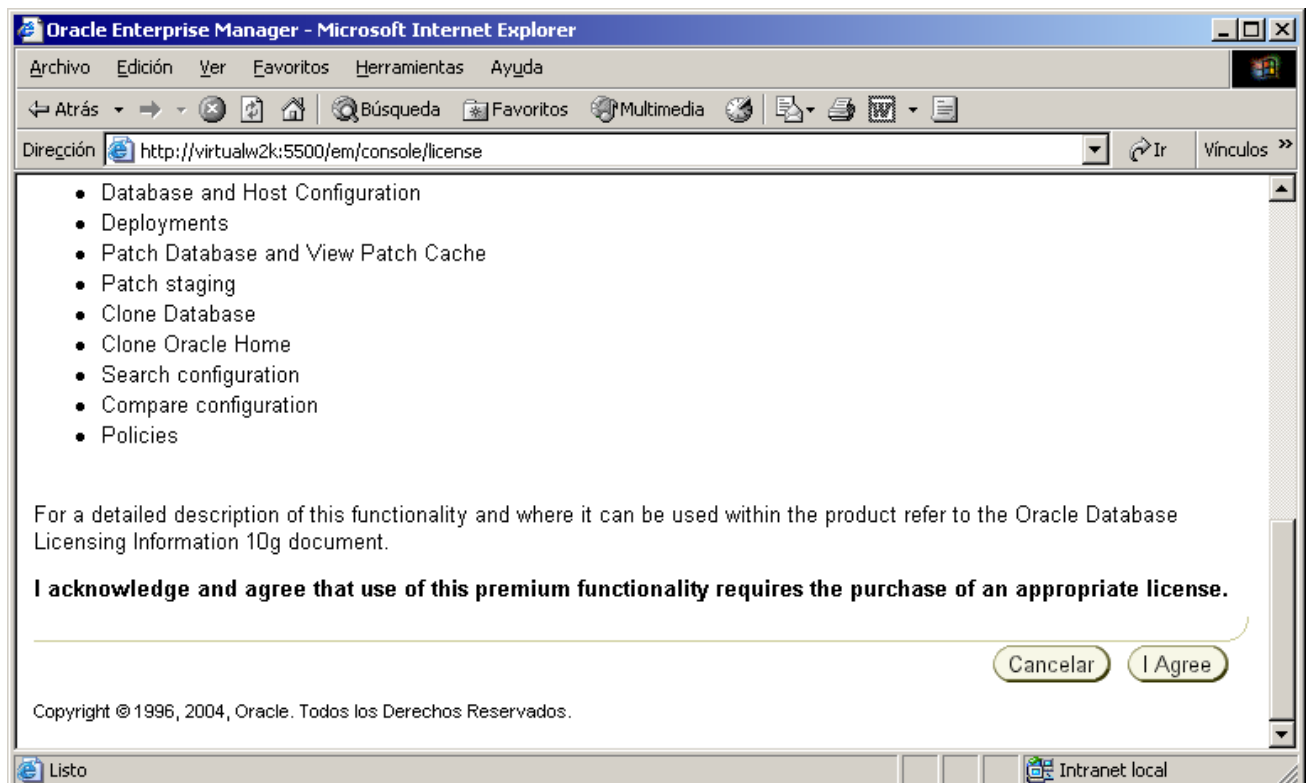 Oracle Enterprise Manager - Microsoft Internet Explorer
Archivo Edición Ver Favoritos Herramientas Ayuda
Atrás Búsqueda Favoritos Multimedia
Dirección http://virtualw2k:5500/em/console/license Ir Vínculos »
• Database and Host Configuration
• Deployments
• Patch Database and View Patch Cache
• Patch staging
• Clone Database
• Clone Oracle Home
• Search configuration
• Compare configuration
• Policies
For a detailed description of this functionality and where it can be used within the product refer to the Oracle Database
Licensing Information 10g document.
I acknowledge and agree that use of this premium functionality requires the purchase of an appropriate license.
Cancelar I Agree
Copyright © 1996, 2004, Oracle. Todos los Derechos Reservados.
Listo Intranet local